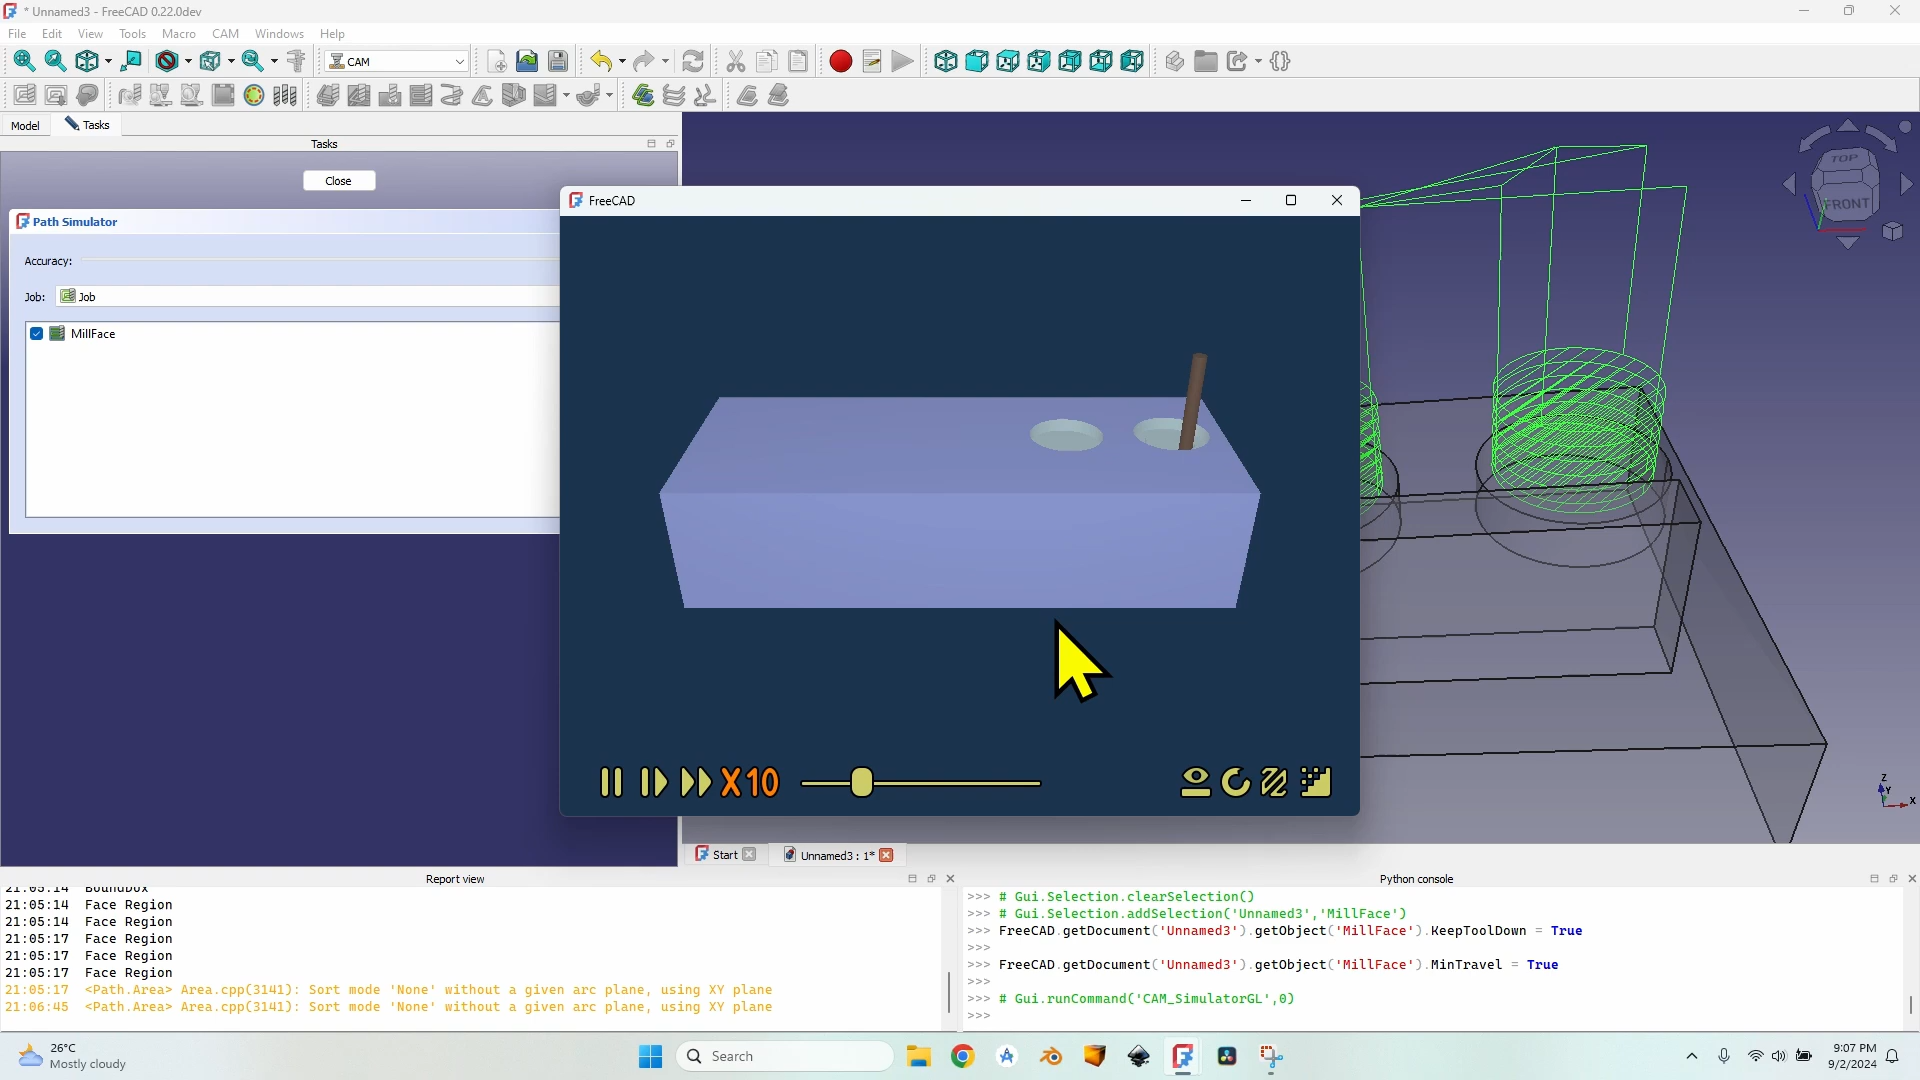 * Unnamed3 - FreeCAD 0.22.0dev
File Edit View Tools Macro CAM Windows Help
CAM
Model Tasks
Tasks
Close
FreeCAD
Path Simulator
Accuracy:
Job: Job
MillFace
TOP
FRONT
X10
Z
Y
X
Start Unnamed3 : 1*
Report view
Python console
21:05:14 BoundBox
21:05:14 Face Region
21:05:14 Face Region
21:05:17 Face Region
21:05:17 Face Region
21:05:17 Face Region
21:05:17 <Path.Area> Area.cpp(3141): Sort mode 'None' without a given arc plane, using XY plane
21:06:45 <Path.Area> Area.cpp(3141): Sort mode 'None' without a given arc plane, using XY plane
>>> # Gui.Selection.clearSelection()
>>> # Gui.Selection.addSelection('Unnamed3','MillFace')
>>> FreeCAD.getDocument('Unnamed3').getObject('MillFace').KeepToolDown = True
>>>
>>> FreeCAD.getDocument('Unnamed3').getObject('MillFace').MinTravel = True
>>>
>>> # Gui.runCommand('CAM_SimulatorGL',0)
>>>
26°C
Mostly cloudy
Search
9:07 PM
9/2/2024